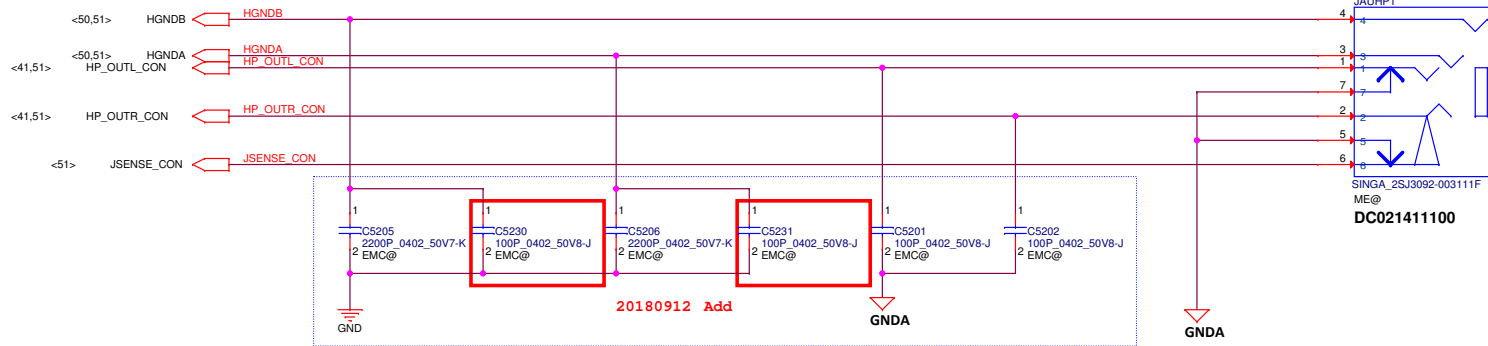 JAUHP1
<50,51> HGNDB HGNDB 4 4
<50,51> HGNDA HGNDA 3 3
<41,51> HP_OUTL_CON HP_OUTL_CON 1 1
7 7
<41,51> HP_OUTR_CON HP_OUTR_CON 2 2
5 5
<51> JSENSE_CON JSENSE_CON 6 6
SINGA_2SJ3092-003111F
ME@
DC021411100
1 1 1 1 1 1
C5205 C5230 C5206 C5231 C5201 C5202
2200P_0402_50V7-K 100P_0402_50V8-J 2200P_0402_50V7-K 100P_0402_50V8-J 100P_0402_50V8-J 100P_0402_50V8-J
2 EMC@ 2 EMC@ 2 EMC@ 2 EMC@ 2 EMC@ 2 EMC@
20180912 Add
GND GNDA GNDA